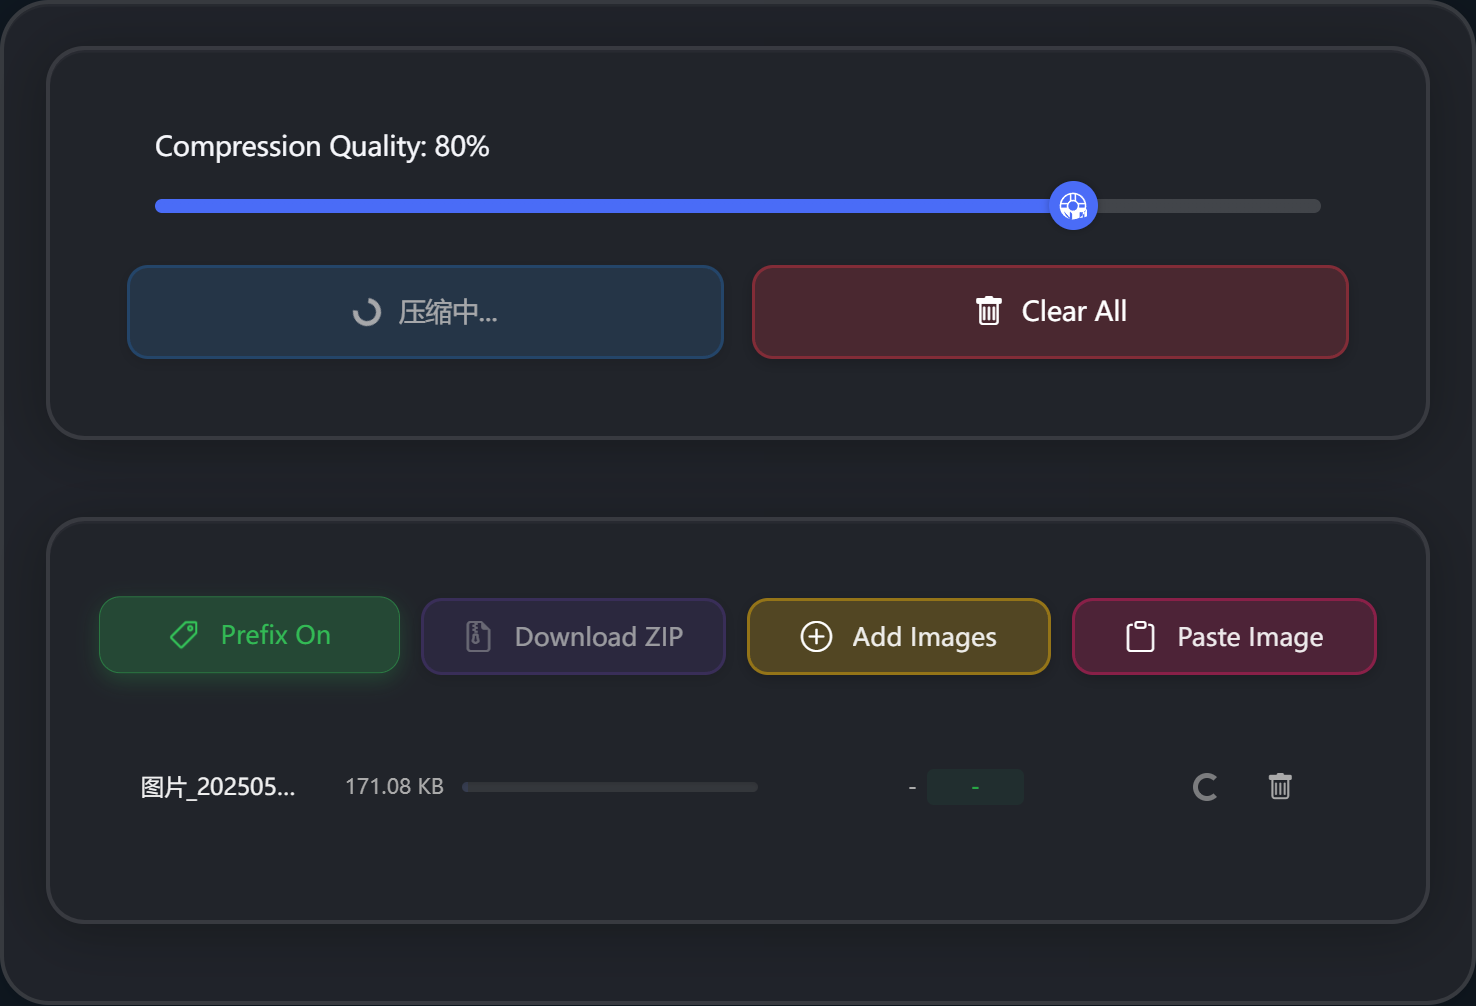 Compression Quality: 80%
压缩中...
Clear All
Prefix On
Download ZIP
Add Images
Paste Image
图片_202505...
171.08 KB
-
-